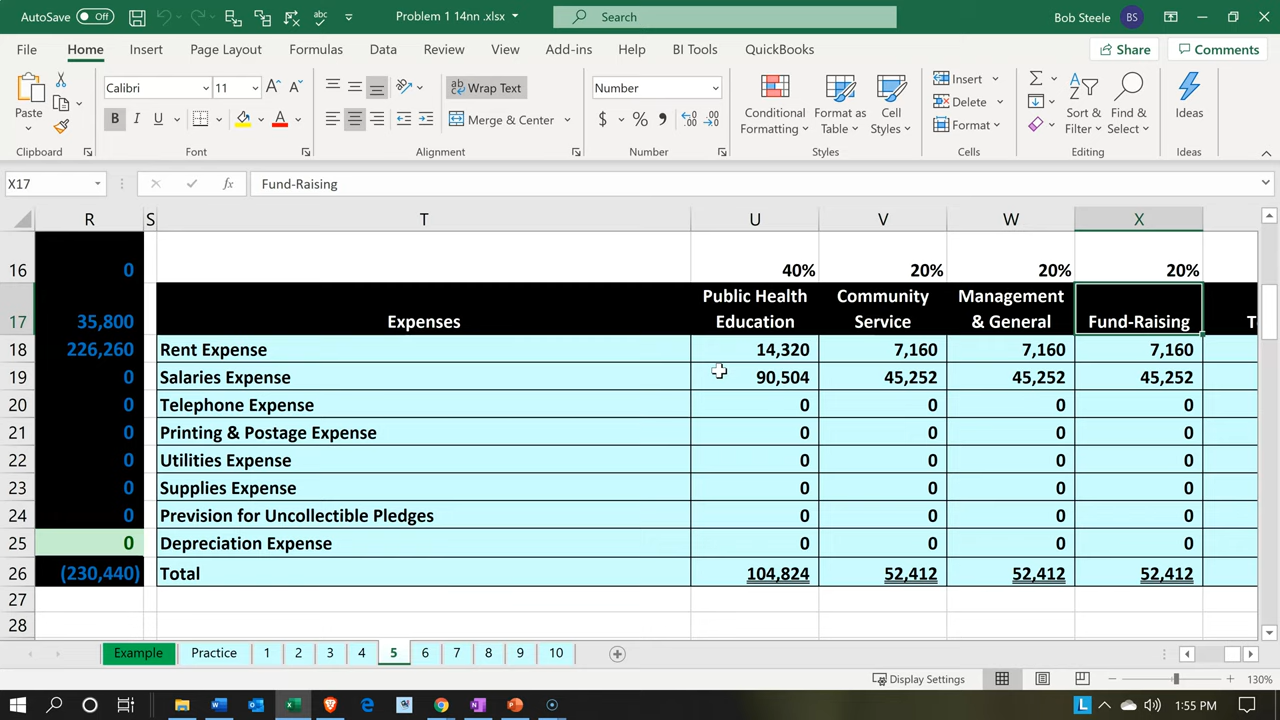 AutoSave Off Problem 1 14nn .xlsx Search Bob Steele BS
File Home Insert Page Layout Formulas Data Review View Add-ins Help BI Tools QuickBooks Share Comments
Calibri 11 Wrap Text Number Insert
Paste Merge & Center Conditional Formatting Format as Table Cell Styles Delete Sort & Filter Find & Select Ideas
Format
Clipboard Font Alignment Number Styles Cells Editing Ideas
X17 fx Fund-Raising
R S T U V W X
16 0 40% 20% 20% 20%
Public Health Community Management
17 35,800 Expenses Education Service & General Fund-Raising
18 226,260 Rent Expense 14,320 7,160 7,160 7,160
19 0 Salaries Expense 90,504 45,252 45,252 45,252
20 0 Telephone Expense 0 0 0 0
21 0 Printing & Postage Expense 0 0 0 0
22 0 Utilities Expense 0 0 0 0
23 0 Supplies Expense 0 0 0 0
24 0 Prevision for Uncollectible Pledges 0 0 0 0
25 0 Depreciation Expense 0 0 0 0
26 (230,440) Total 104,824 52,412 52,412 52,412
27
28
Example Practice 1 2 3 4 5 6 7 8 9 10
Display Settings 130%
1:55 PM